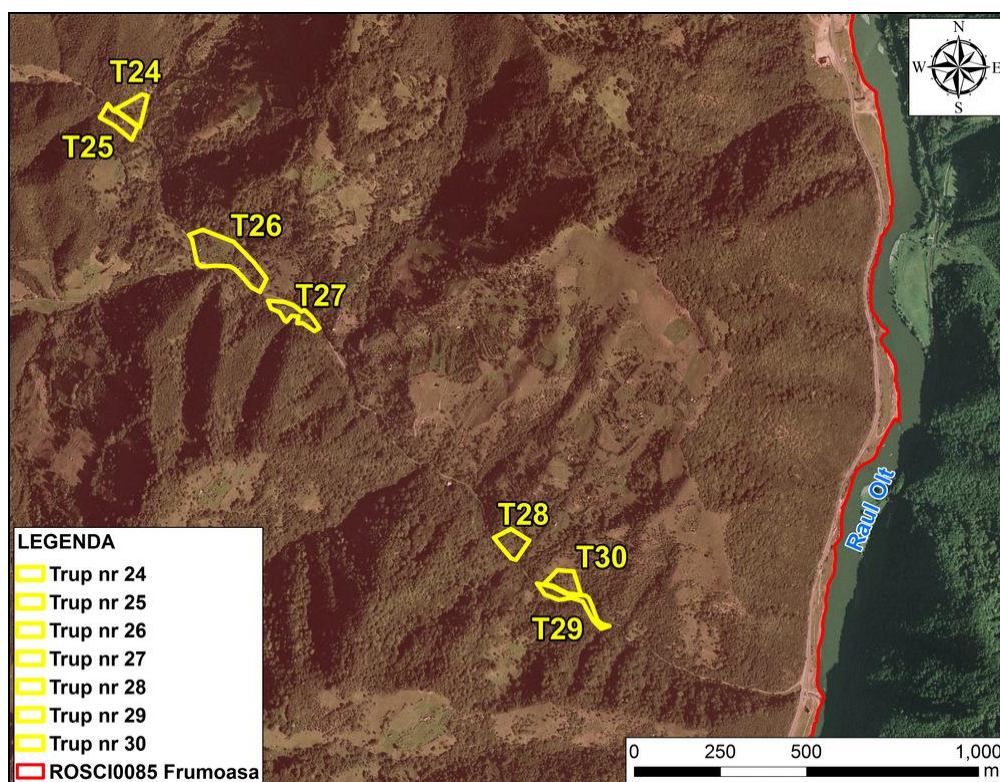 T24
T25
T26
T27
T28
T30
T29
Raul Olt
N
W E
S
LEGENDA
Trup nr 24
Trup nr 25
Trup nr 26
Trup nr 27
Trup nr 28
Trup nr 29
Trup nr 30
ROSCI0085 Frumoasa
0 250 500 1,000
m